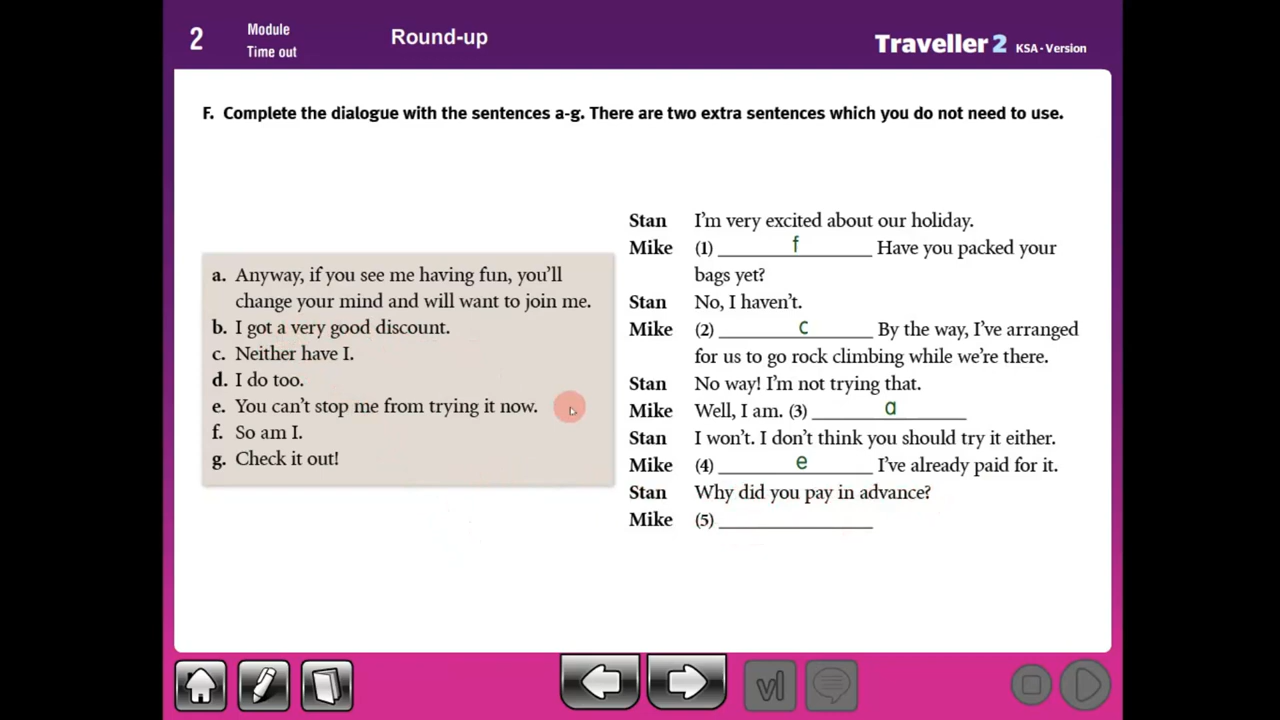 2 Module Time out Round-up Traveller 2 KSA - Version
F. Complete the dialogue with the sentences a-g. There are two extra sentences which you do not need to use.
a. Anyway, if you see me having fun, you'll
change your mind and will want to join me.
b. I got a very good discount.
c. Neither have I.
d. I do too.
e. You can't stop me from trying it now.
f. So am I.
g. Check it out!
Stan I'm very excited about our holiday.
Mike (1) f Have you packed your
bags yet?
Stan No, I haven't.
Mike (2) c By the way, I've arranged
for us to go rock climbing while we're there.
Stan No way! I'm not trying that.
Mike Well, I am. (3) a
Stan I won't. I don't think you should try it either.
Mike (4) e I've already paid for it.
Stan Why did you pay in advance?
Mike (5)
vl